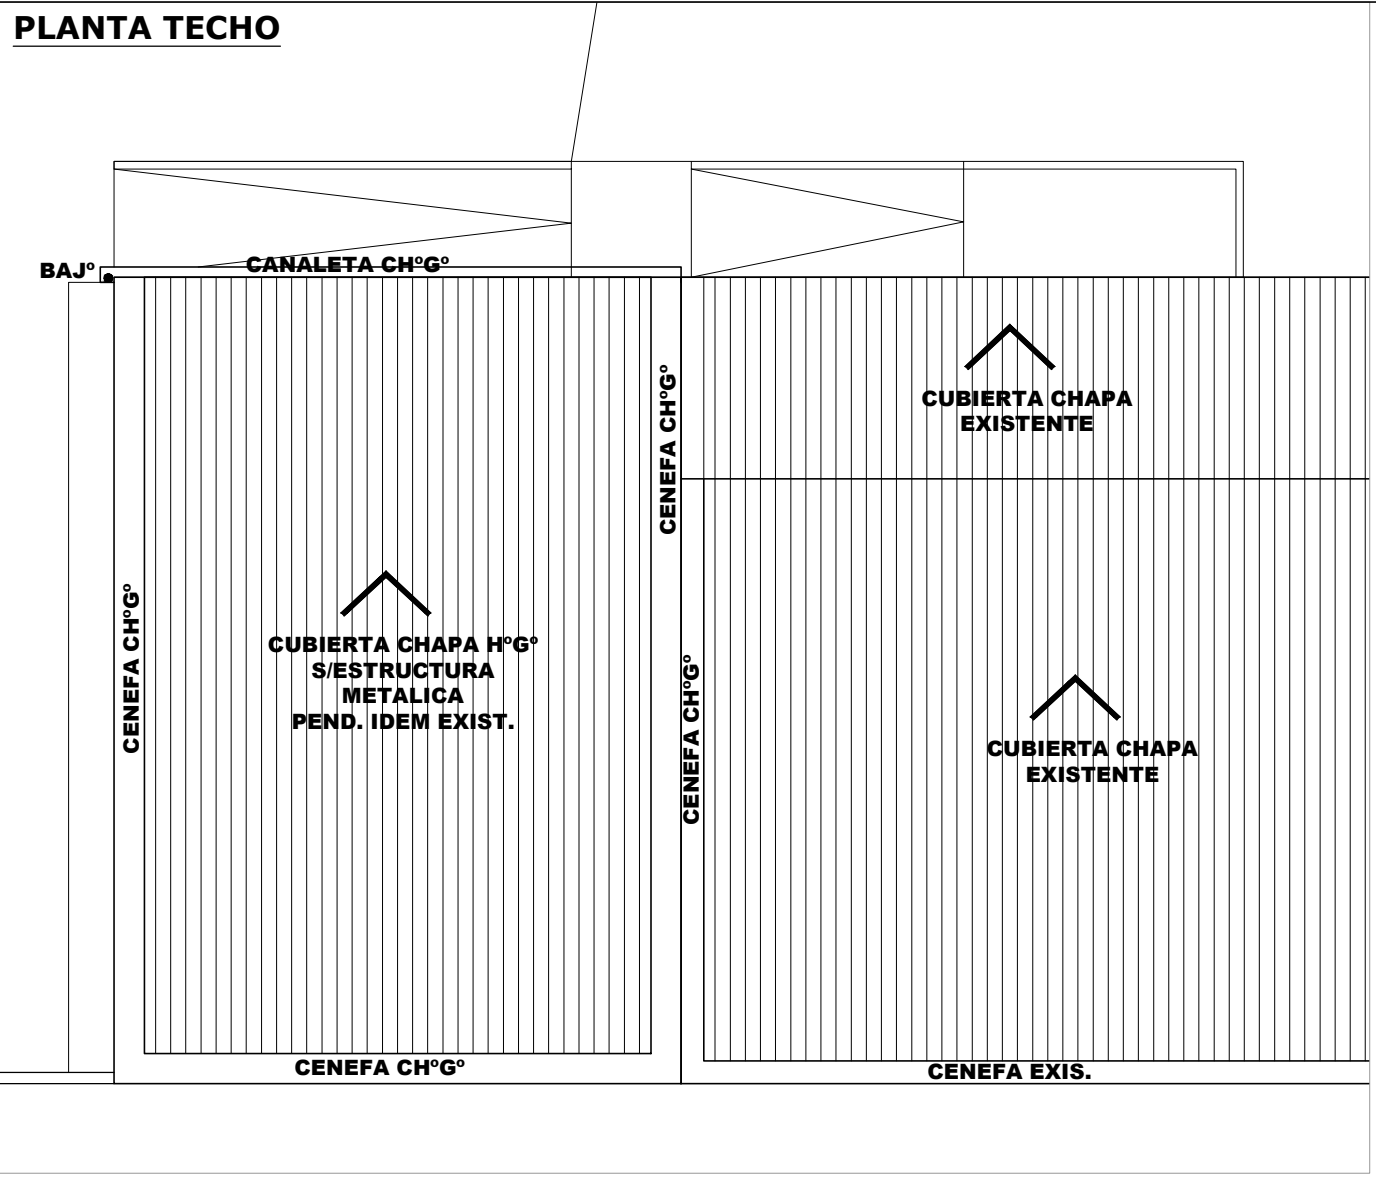 PLANTA TECHO
BAJº
CANALETA CHºGº
CENEFA CHºGº
CUBIERTA CHAPA
EXISTENTE
CENEFA CHºGº
CUBIERTA CHAPA HºGº
S/ESTRUCTURA
METALICA
PEND. IDEM EXIST.
CENEFA CHºGº
CUBIERTA CHAPA
EXISTENTE
CENEFA CHºGº
CENEFA EXIS.